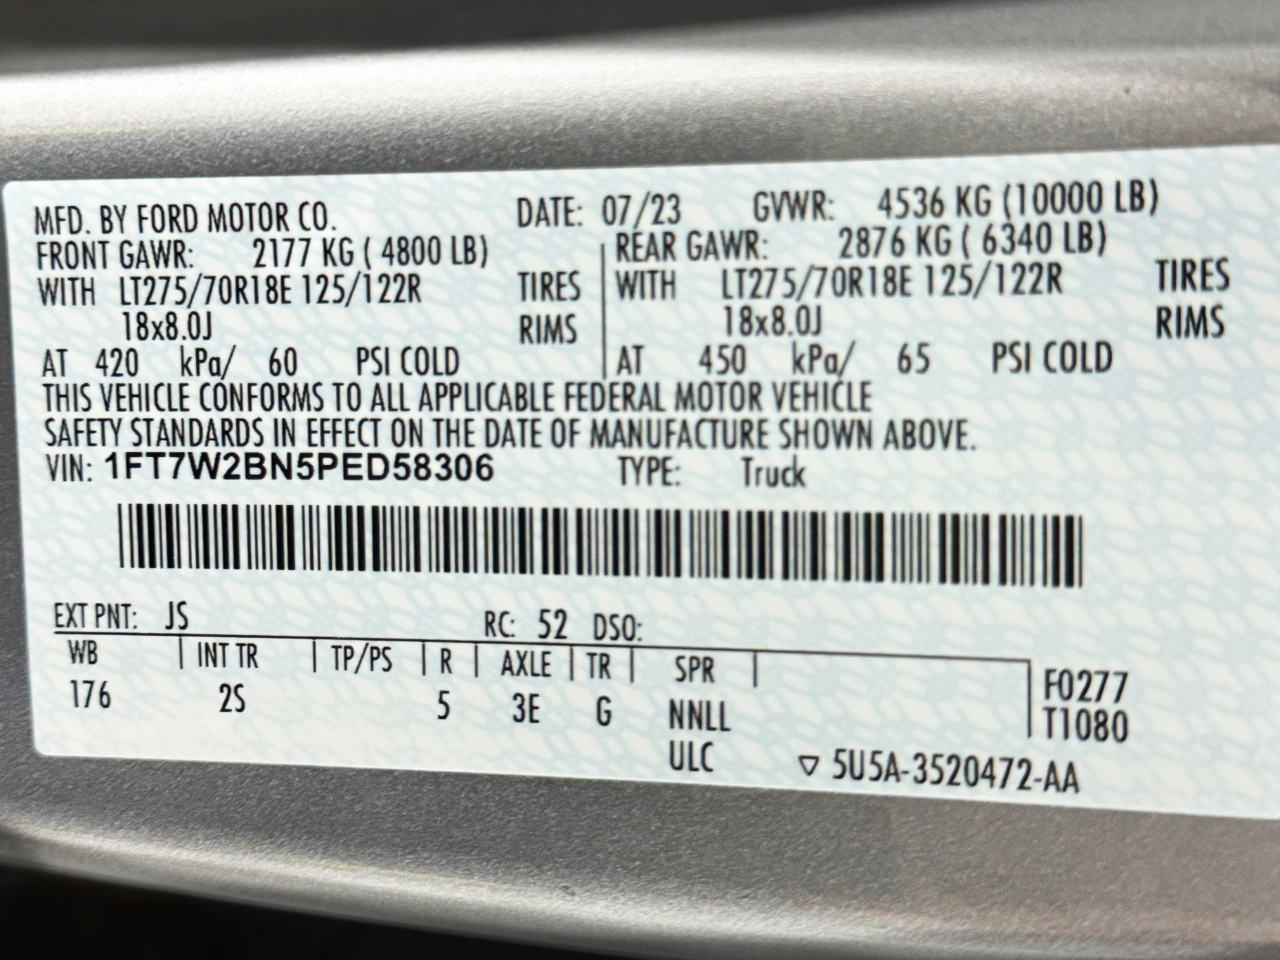 MFD. BY FORD MOTOR CO. DATE: 07/23 GVWR: 4536 KG (10000 LB)
FRONT GAWR: 2177 KG ( 4800 LB) REAR GAWR: 2876 KG ( 6340 LB)
WITH LT275/70R18E 125/122R TIRES WITH LT275/70R18E 125/122R TIRES
18x8.0J RIMS 18x8.0J RIMS
AT 420 kPa/ 60 PSI COLD AT 450 kPa/ 65 PSI COLD
THIS VEHICLE CONFORMS TO ALL APPLICABLE FEDERAL MOTOR VEHICLE
SAFETY STANDARDS IN EFFECT ON THE DATE OF MANUFACTURE SHOWN ABOVE.
VIN: 1FT7W2BN5PED58306 TYPE: Truck
EXT PNT: JS RC: 52 DSO:
WB INT TR TP/PS R AXLE TR SPR
176 2S 5 3E G NNLL
ULC
F0277
T1080
▽ 5U5A-3520472-AA